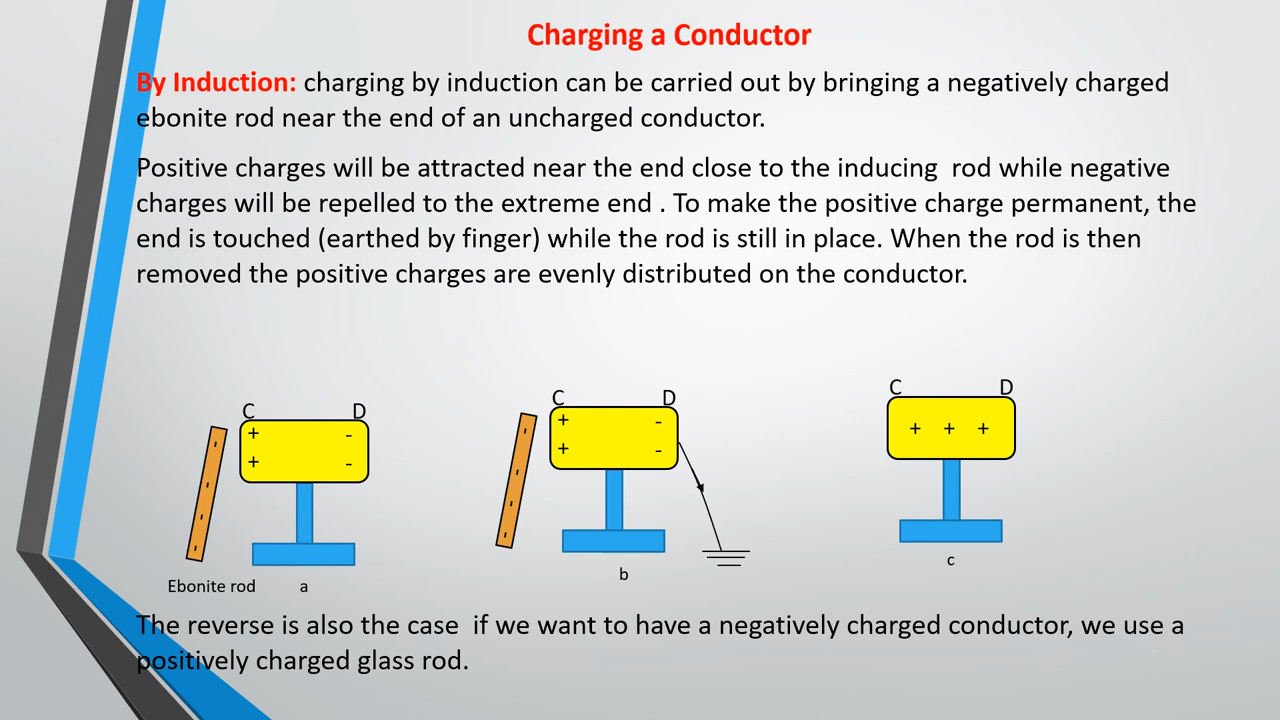 Charging a Conductor
By Induction: charging by induction can be carried out by bringing a negatively charged
ebonite rod near the end of an uncharged conductor.
Positive charges will be attracted near the end close to the inducing  rod while negative
charges will be repelled to the extreme end . To make the positive charge permanent, the
end is touched (earthed by finger) while the rod is still in place. When the rod is then
removed the positive charges are evenly distributed on the conductor.
C D
+ -
+ -
- - - -
Ebonite rod a
C D
+ -
+ -
- - - -
b
C D
+ + +
c
The reverse is also the case  if we want to have a negatively charged conductor, we use a
positively charged glass rod.